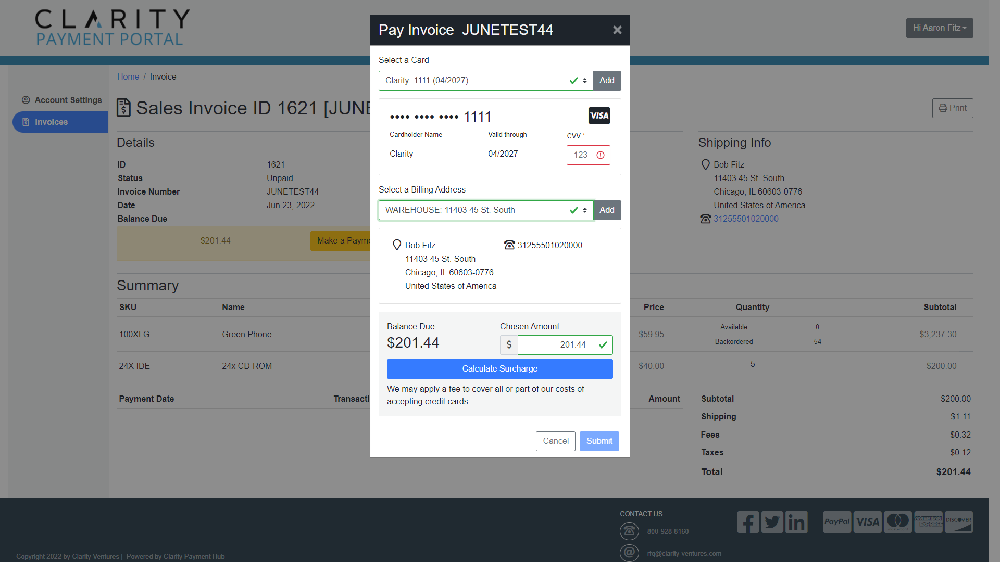 CLARITY
PAYMENT PORTAL
Hi Aaron Fitz
Home / Invoice
Account Settings
Invoices
Sales Invoice ID 1621 [JUNE
Print
Details
ID 1621
Status Unpaid
Invoice Number JUNETEST44
Date Jun 23, 2022
Balance Due
$201.44 Make a Payme
Shipping Info
Bob Fitz
11403 45 St. South
Chicago, IL 60603-0776
United States of America
31255501020000
Summary
SKU Name Price Quantity Subtotal
100XLG Green Phone $59.95 Available 0 $3,237.30
Backordered 54
24X IDE 24x CD-ROM $40.00 5 $200.00
Payment Date Transacti Amount
Subtotal $200.00
Shipping $1.11
Fees $0.32
Taxes $0.12
Total $201.44
Pay Invoice JUNETEST44
×
Select a Card
Clarity: 1111 (04/2027) Add
•••• •••• •••• 1111 VISA
Cardholder Name Valid through CVV *
Clarity 04/2027 123
Select a Billing Address
WAREHOUSE: 11403 45 St. South Add
Bob Fitz 31255501020000
11403 45 St. South
Chicago, IL 60603-0776
United States of America
Balance Due Chosen Amount
$201.44 $ 201.44
Calculate Surcharge
We may apply a fee to cover all or part of our costs of
accepting credit cards.
Cancel Submit
CONTACT US
800-928-8160
rfq@clarity-ventures.com
PayPal VISA mastercard AMERICAN EXPRESS DISCOVER
Copyright 2022 by Clarity Ventures | Powered by Clarity Payment Hub